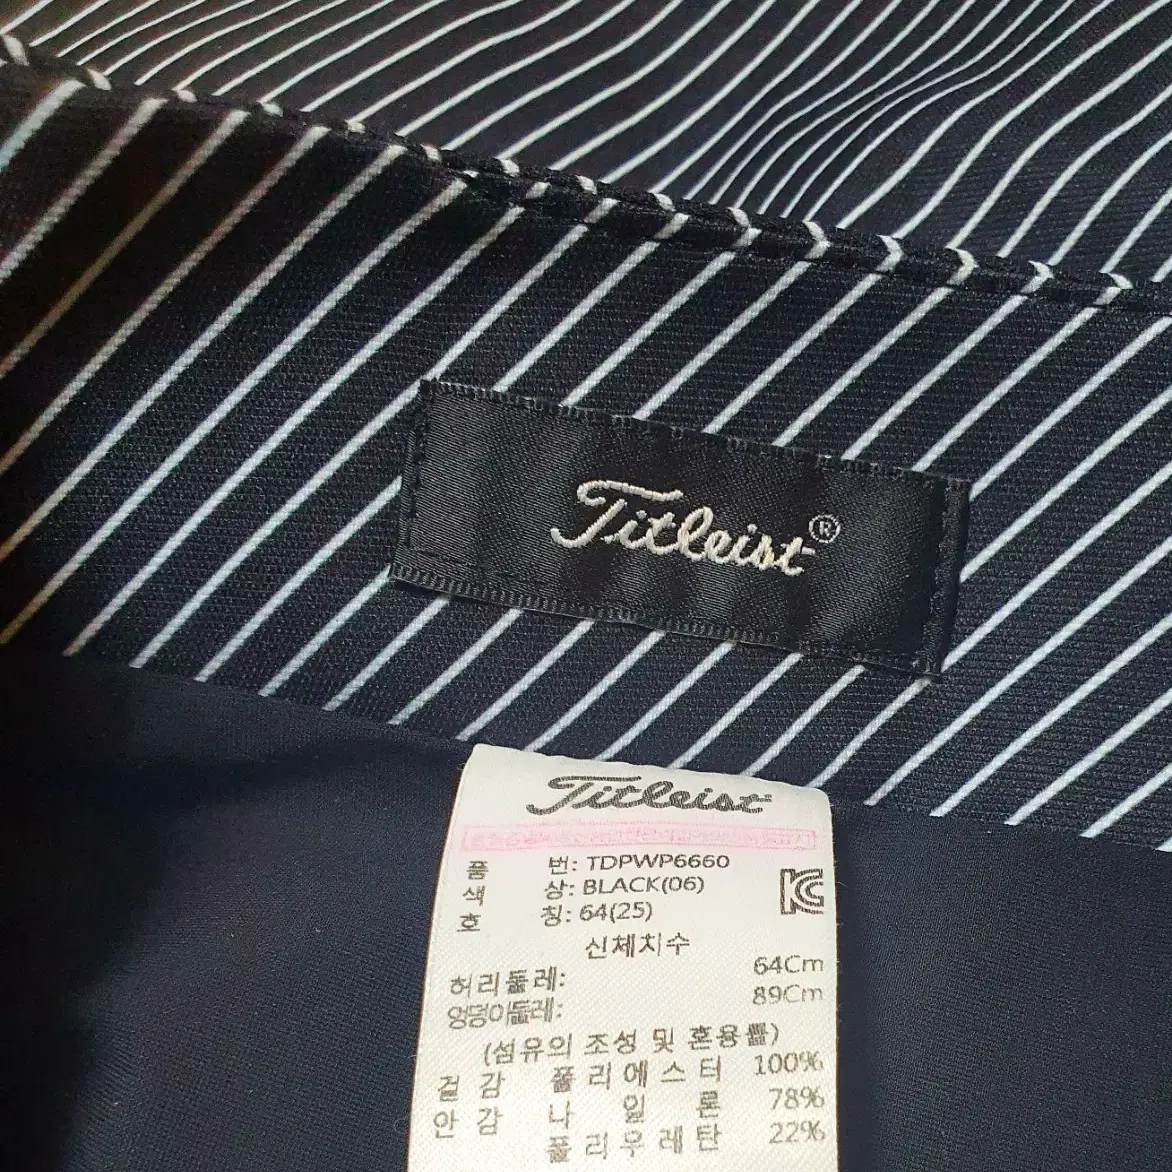 Titleist®
Titleist
품 번: TDPWP6660
색 상: BLACK(06)
호 칭: 64(25)
신체치수
허리둘레: 64Cm
엉덩이둘레: 89Cm
(섬유의 조성 및 혼용률)
겉 감 폴 리 에 스 터 100%
안 감 나 일 론 78%
폴 리 우 레 탄 22%